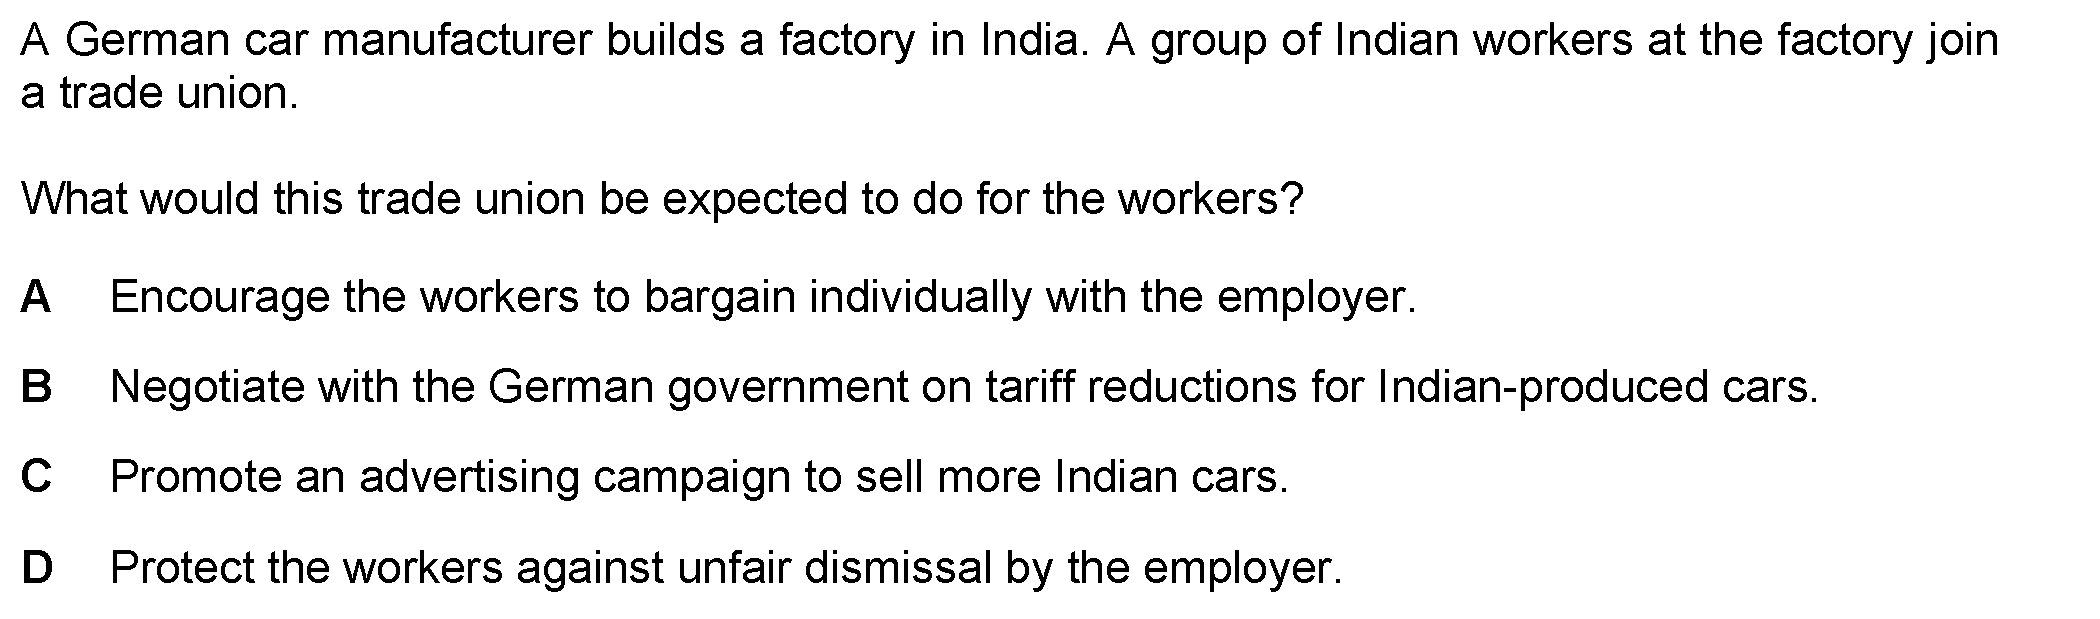 A German car manufacturer builds a factory in India. A group of Indian workers at the factory join
a trade union.
What would this trade union be expected to do for the workers?
A Encourage the workers to bargain individually with the employer.
B Negotiate with the German government on tariff reductions for Indian-produced cars.
C Promote an advertising campaign to sell more Indian cars.
D Protect the workers against unfair dismissal by the employer.